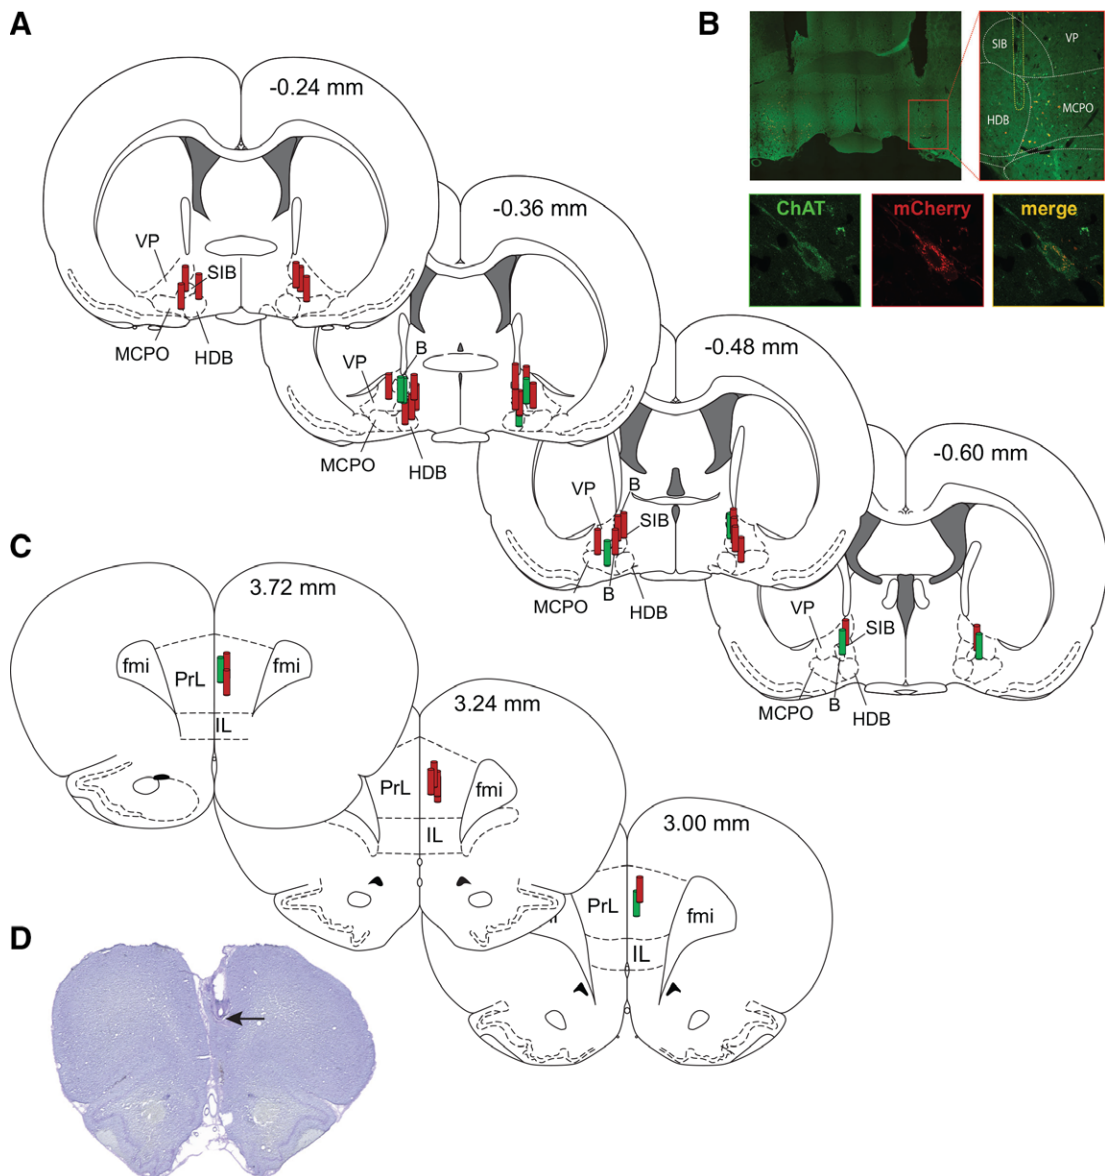 A
-0.24 mm
VP
SIB
MCPO
HDB
-0.36 mm
VP
B
MCPO
HDB
-0.48 mm
VP
B
SIB
MCPO
B
HDB
-0.60 mm
VP
SIB
MCPO
B
HDB
B
SIB
VP
MCPO
HDB
ChAT
mCherry
merge
C
3.72 mm
fmi
PrL
fmi
IL
3.24 mm
PrL
fmi
IL
3.00 mm
PrL
fmi
IL
D